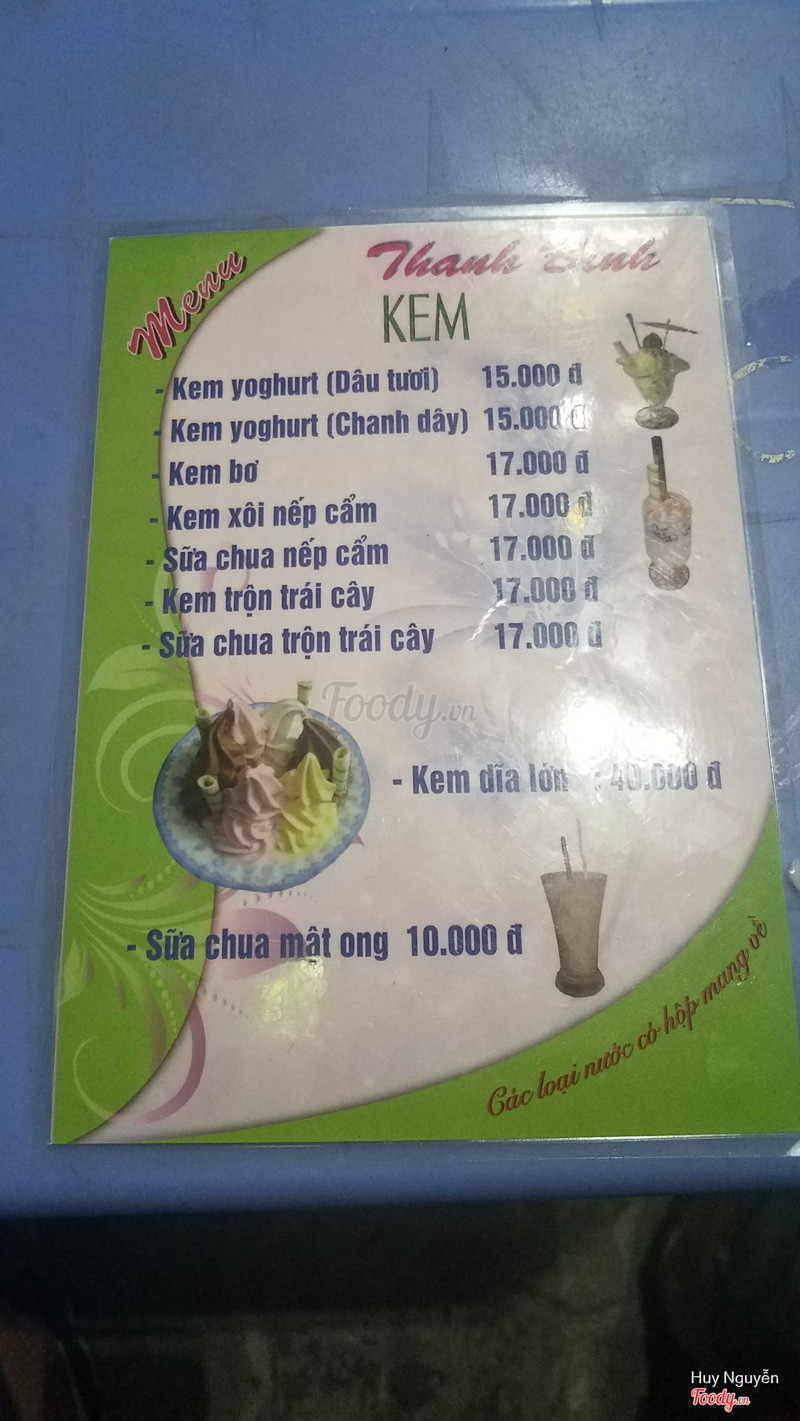 Menu
Thanh Bình
KEM
- Kem yoghurt (Dâu tươi) 15.000 đ
- Kem yoghurt (Chanh dây) 15.000 đ
- Kem bơ 17.000 đ
- Kem xôi nếp cẩm 17.000 đ
- Sữa chua nếp cẩm 17.000 đ
- Kem trộn trái cây 17.000 đ
- Sữa chua trộn trái cây 17.000 đ
Foody.vn
- Kem dĩa lớn : 40.000 đ
- Sữa chua mật ong 10.000 đ
Các loại nước có hộp mang về
Huy Nguyễn
Foody.vn